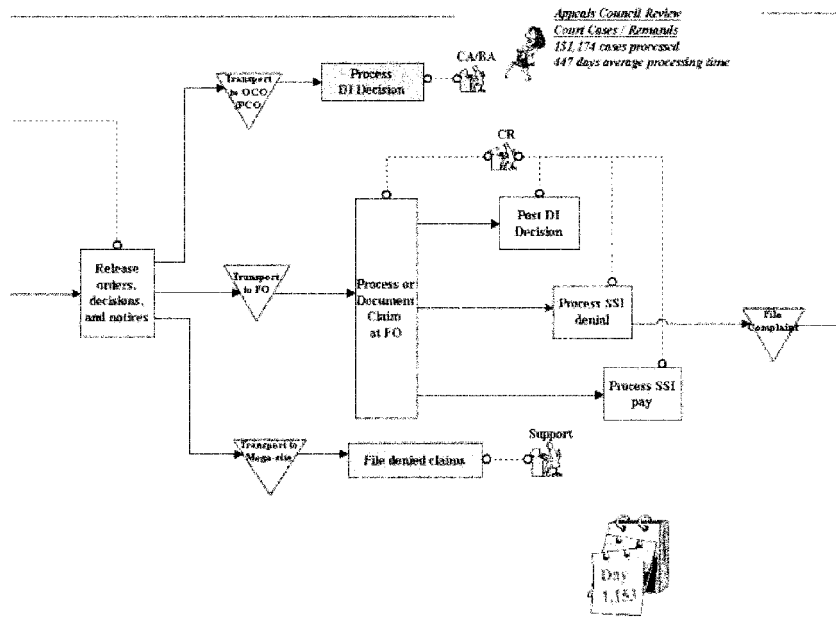 Appeals Council Review
Court Cases / Remands
131,174 cases processed
447 days average processing time
CA/BA
Transport
to OCO
(PCO)
Process
DI Decision
CR
Post DI
Decision
Release
orders,
decisions,
and notices
Transport
to FO
Process or
Document
Claim
at FO
Process SSI
denial
File
Complaint
Process SSI
pay
Transport to
Mega-site
File denied claims
Support
Day
1,153